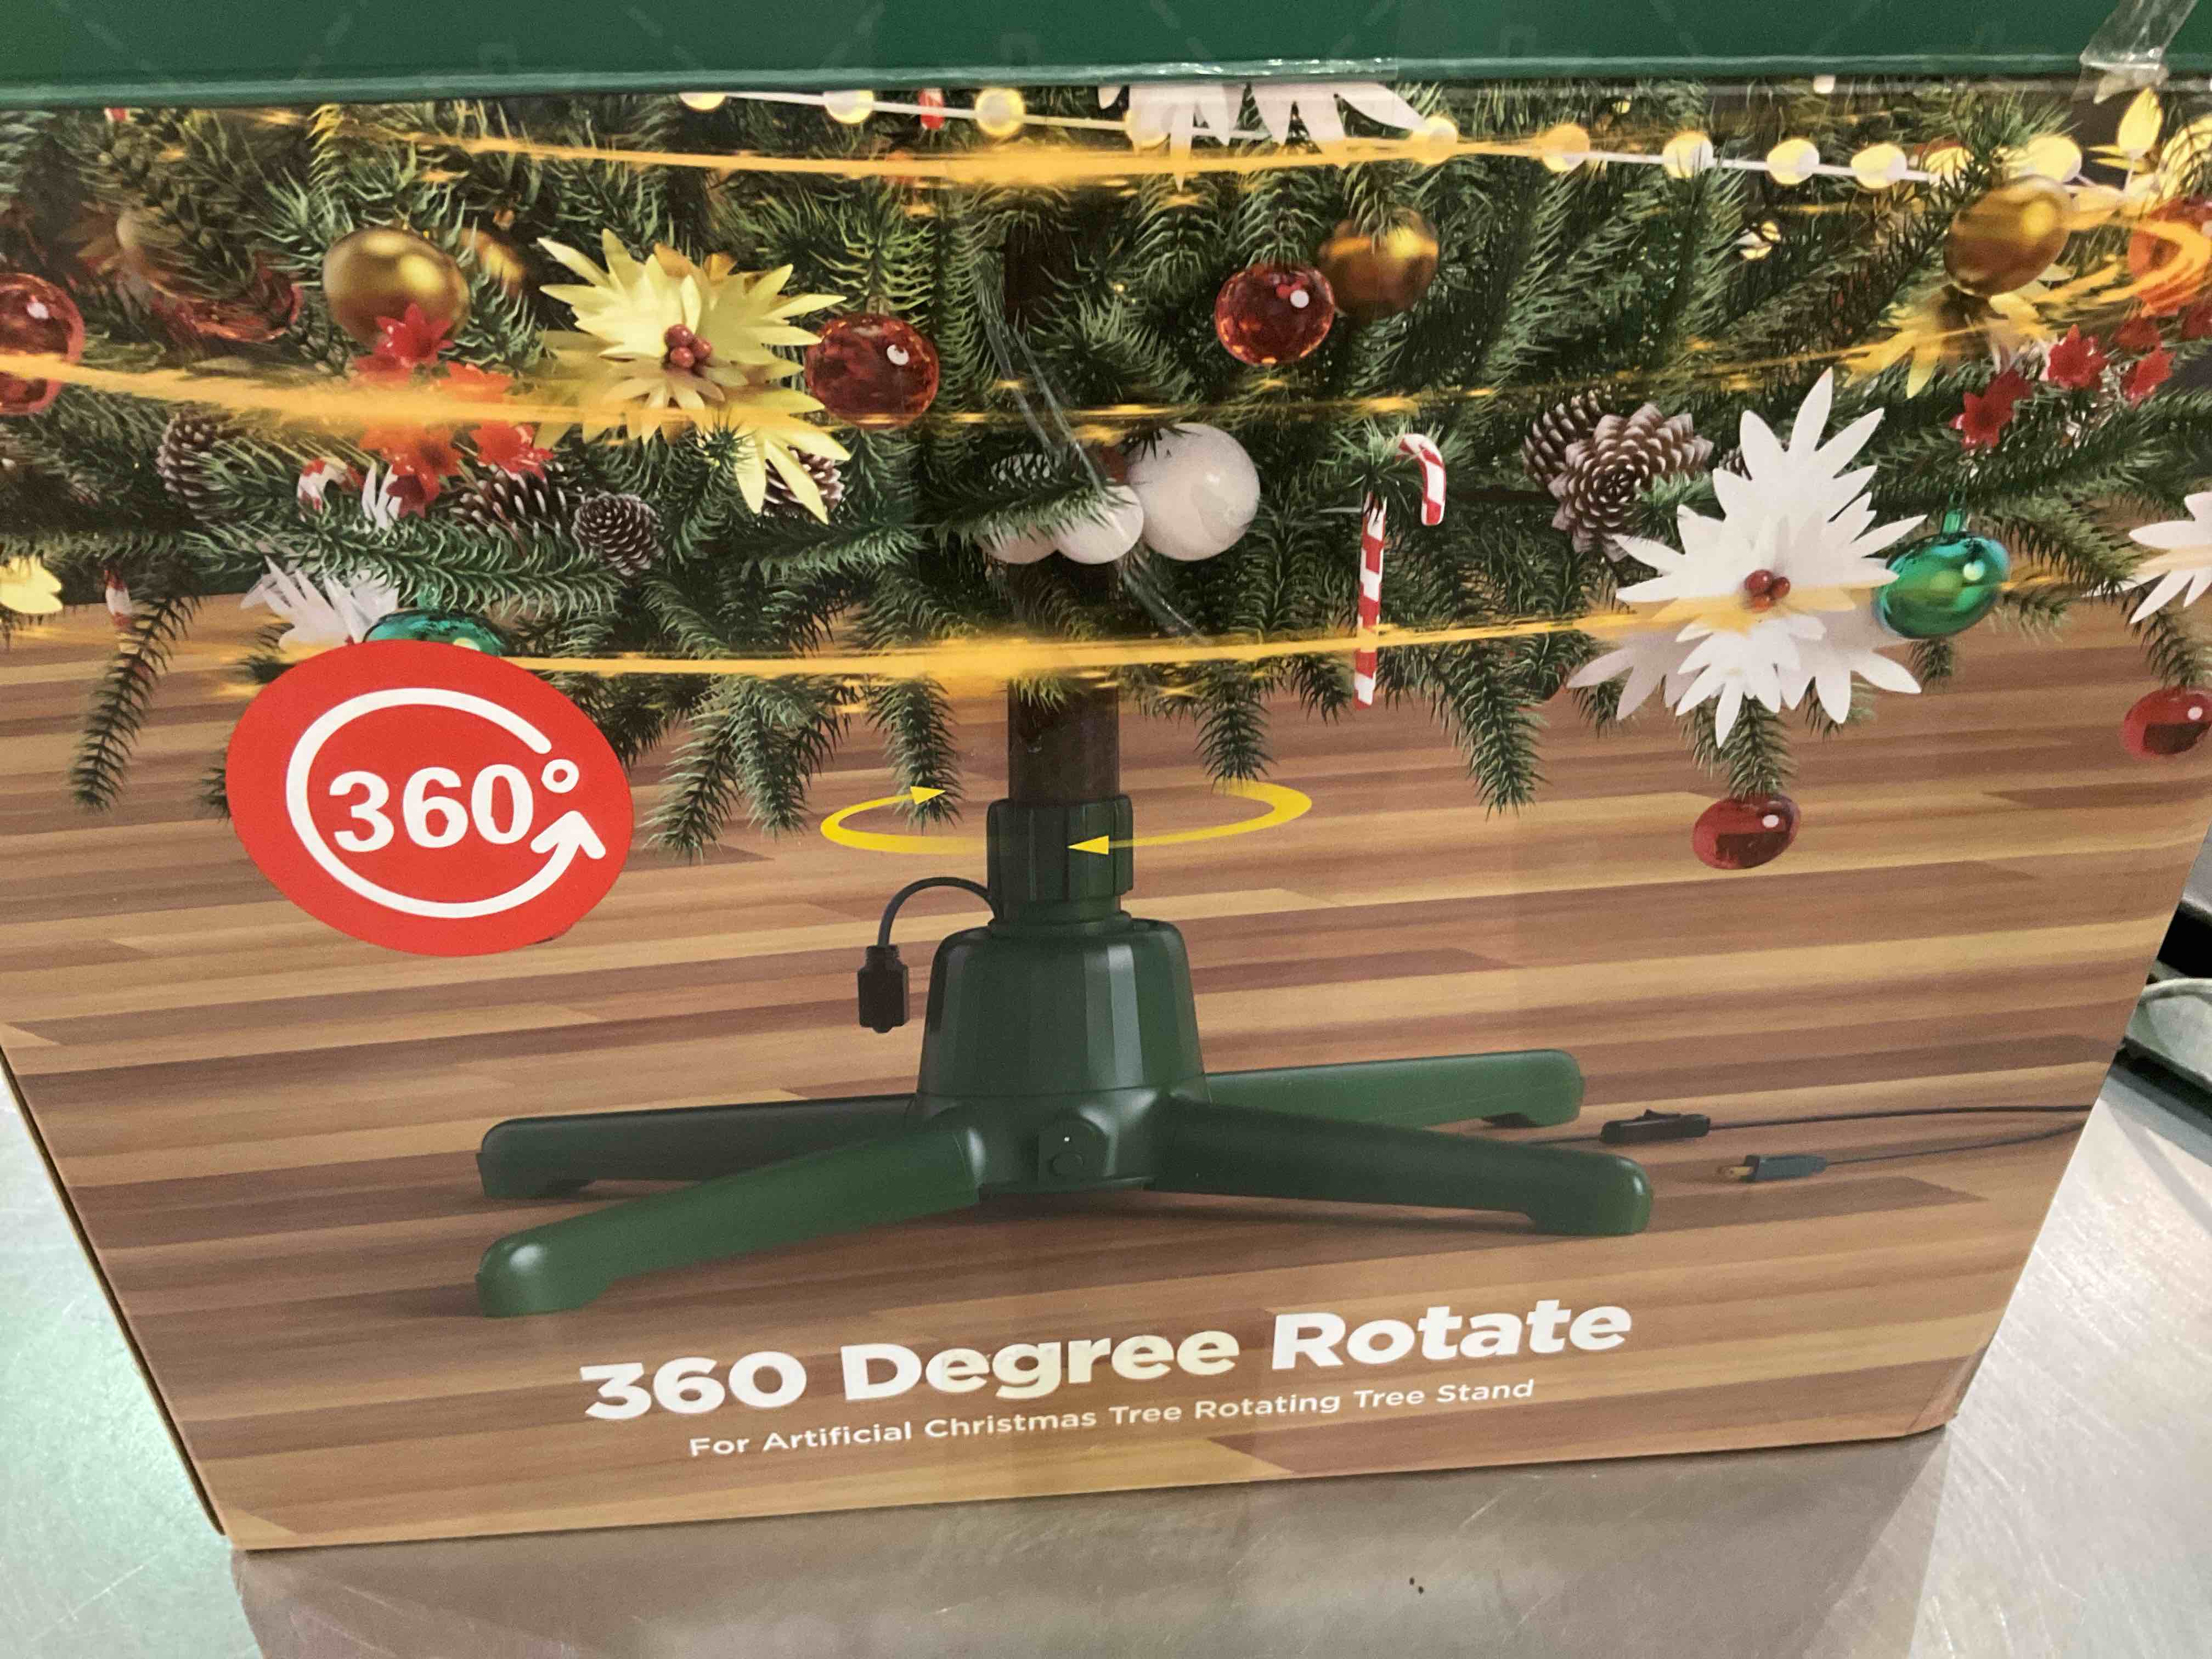 360°
360 Degree Rotate
For Artificial Christmas Tree Rotating Tree Stand